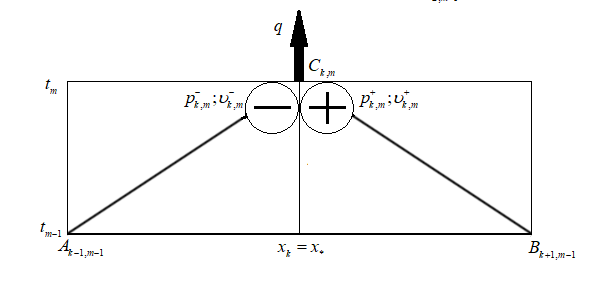 q
C_{k,m}
t_m
p^-_{k,m}; υ^-_{k,m}
−
+
p^+_{k,m}; υ^+_{k,m}
t_{m-1}
A_{k-1,m-1}
x_k = x_*
B_{k+1,m-1}